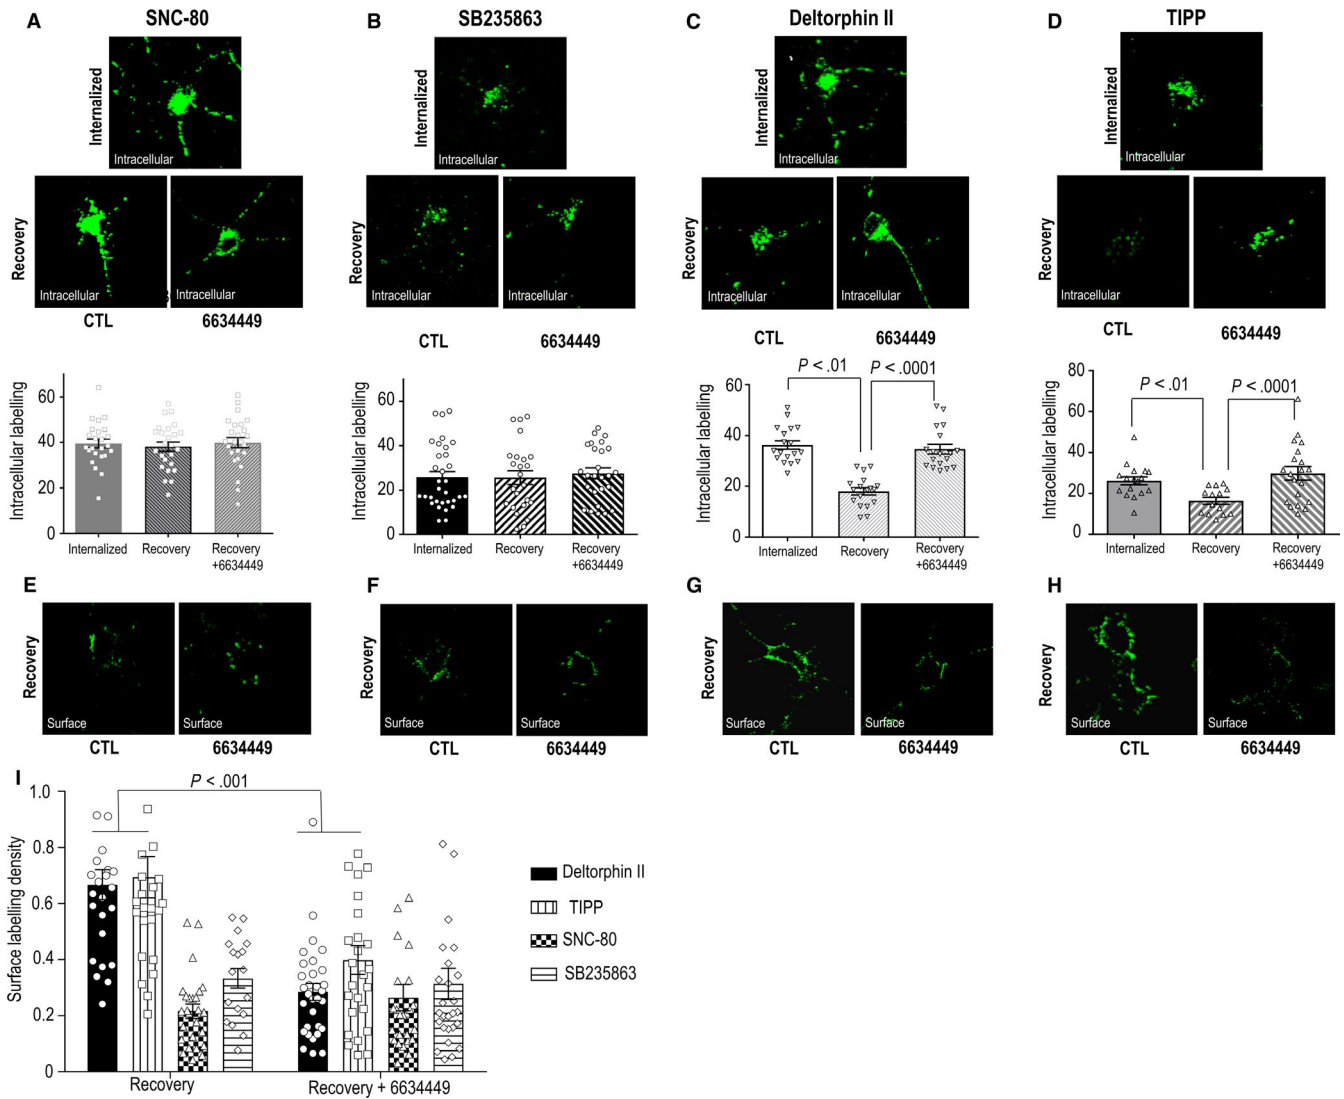 A SNC-80
B SB235863
C Deltorphin II
D TIPP
Internalized
Intracellular
Internalized
Intracellular
Internalized
Intracellular
Internalized
Intracellular
Recovery
Intracellular
Intracellular
Recovery
Intracellular
Intracellular
Recovery
Intracellular
Intracellular
Recovery
Intracellular
CTL 6634449
CTL 6634449
CTL 6634449
CTL 6634449
Intracellular labelling
60
40
20
0
Internalized Recovery Recovery
+6634449
Intracellular labelling
60
40
20
0
Internalized Recovery Recovery
+6634449
P < .01 P < .0001
Intracellular labelling
60
40
20
0
Internalized Recovery Recovery
+6634449
P < .01 P < .0001
Intracellular labelling
80
60
40
20
0
Internalized Recovery Recovery
+6634449
E
Recovery
Surface
Surface
CTL 6634449
F
Recovery
Surface
Surface
CTL 6634449
G
Recovery
Surface
Surface
CTL 6634449
H
Recovery
Surface
Surface
CTL 6634449
I
P < .001
Surface labelling density
1.0
0.8
0.6
0.4
0.2
0
Recovery Recovery + 6634449
Deltorphin II
TIPP
SNC-80
SB235863